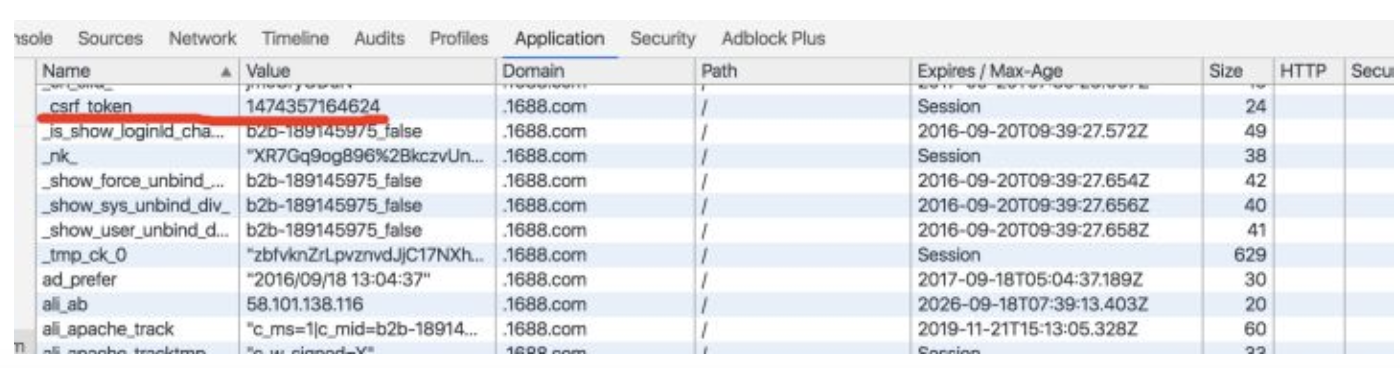 nsole Sources Network Timeline Audits Profiles Application Security Adblock Plus
Name Value Domain Path Expires / Max-Age Size HTTP Secu
_csrf_token 1474357164624 .1688.com / Session 24
_is_show_loginId_cha... b2b-189145975_false .1688.com / 2016-09-20T09:39:27.572Z 49
_nk_ "XR7Gq9og896%2BkczvUn... .1688.com / Session 38
_show_force_unbind_... b2b-189145975_false .1688.com / 2016-09-20T09:39:27.654Z 42
_show_sys_unbind_div_ b2b-189145975_false .1688.com / 2016-09-20T09:39:27.656Z 40
_show_user_unbind_d... b2b-189145975_false .1688.com / 2016-09-20T09:39:27.658Z 41
_tmp_ck_0 "zbfvknZrLpvznvdJjC17NXh... .1688.com / Session 629
ad_prefer "2016/09/18 13:04:37" .1688.com / 2017-09-18T05:04:37.189Z 30
ali_ab 58.101.138.116 .1688.com / 2026-09-18T07:39:13.403Z 20
ali_apache_track "c_ms=1|c_mid=b2b-18914... .1688.com / 2019-11-21T15:13:05.328Z 60
m ali_apache_tracktmp "c_w_signed=Y" .1688.com / Session 33